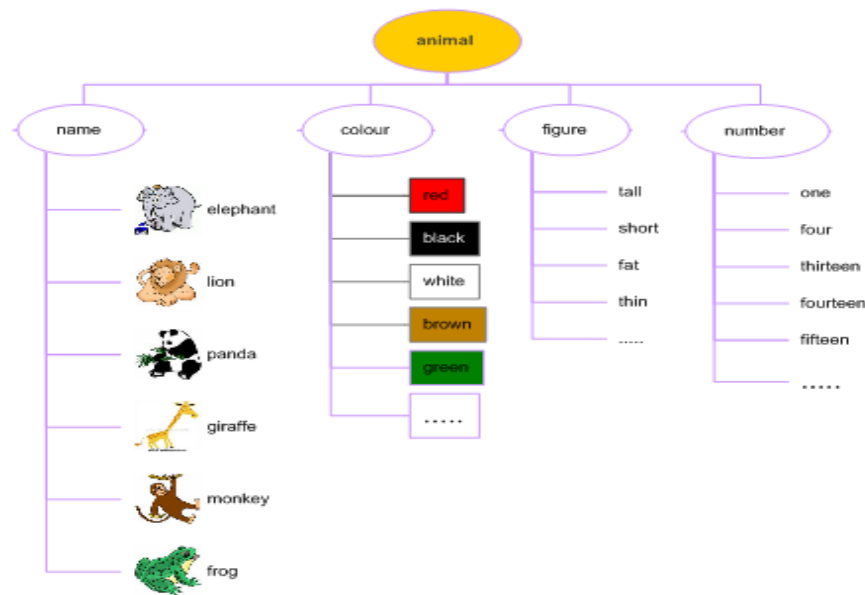 animal
name
colour
figure
number
elephant
lion
panda
giraffe
monkey
frog
red
black
white
brown
green
.....
tall
short
fat
thin
.....
one
four
thirteen
fourteen
fifteen
.....